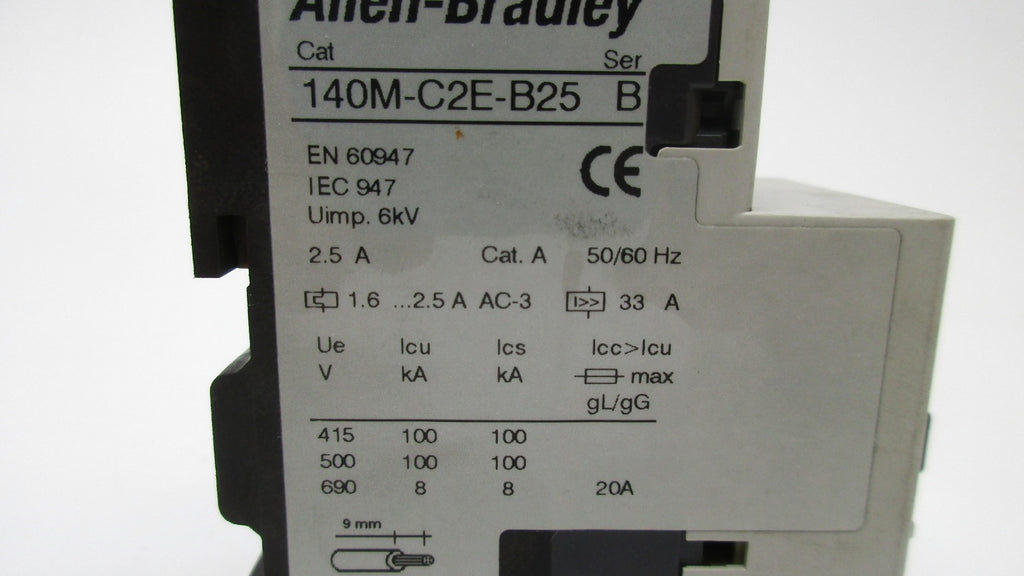 Allen-Bradley
Cat Ser
140M-C2E-B25 B
EN 60947
IEC 947
Uimp. 6kV
CE
2.5 A Cat. A 50/60 Hz
1.6 ...2.5 A AC-3 I>> 33 A
Ue Icu Ics Icc>Icu
V kA kA max
gL/gG
415 100 100
500 100 100
690 8 8 20A
9 mm